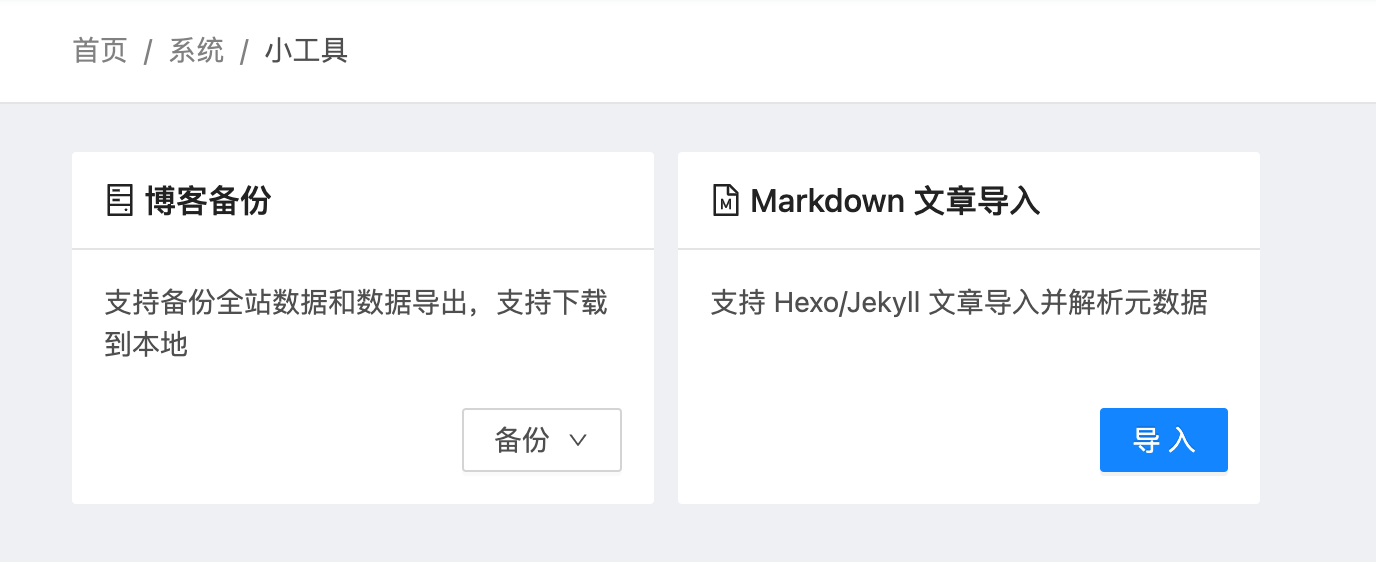 首页 / 系统 / 小工具
博客备份
支持备份全站数据和数据导出，支持下载
到本地
备份
Markdown 文章导入
支持 Hexo/Jekyll 文章导入并解析元数据
导 入